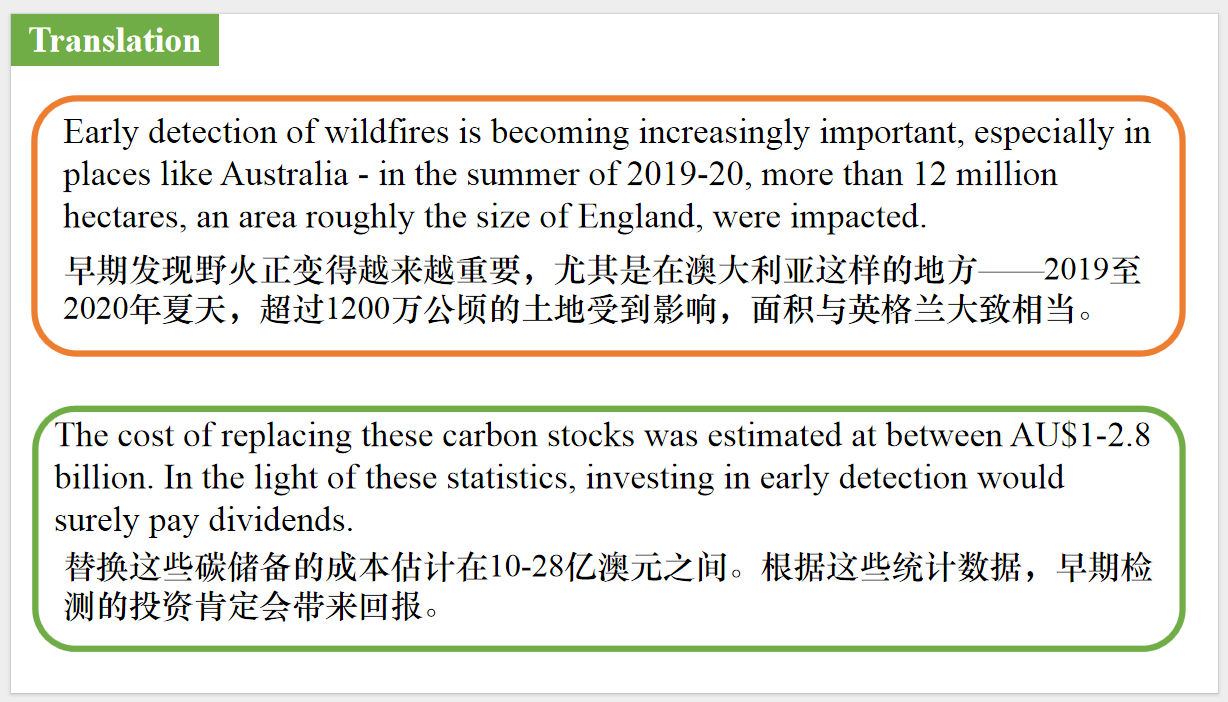 Translation
Early detection of wildfires is becoming increasingly important, especially in
places like Australia - in the summer of 2019-20, more than 12 million
hectares, an area roughly the size of England, were impacted.
早期发现野火正变得越来越重要，尤其是在澳大利亚这样的地方——2019至
2020年夏天，超过1200万公顷的土地受到影响，面积与英格兰大致相当。
The cost of replacing these carbon stocks was estimated at between AU$1-2.8
billion. In the light of these statistics, investing in early detection would
surely pay dividends.
替换这些碳储备的成本估计在10-28亿澳元之间。根据这些统计数据，早期检
测的投资肯定会带来回报。